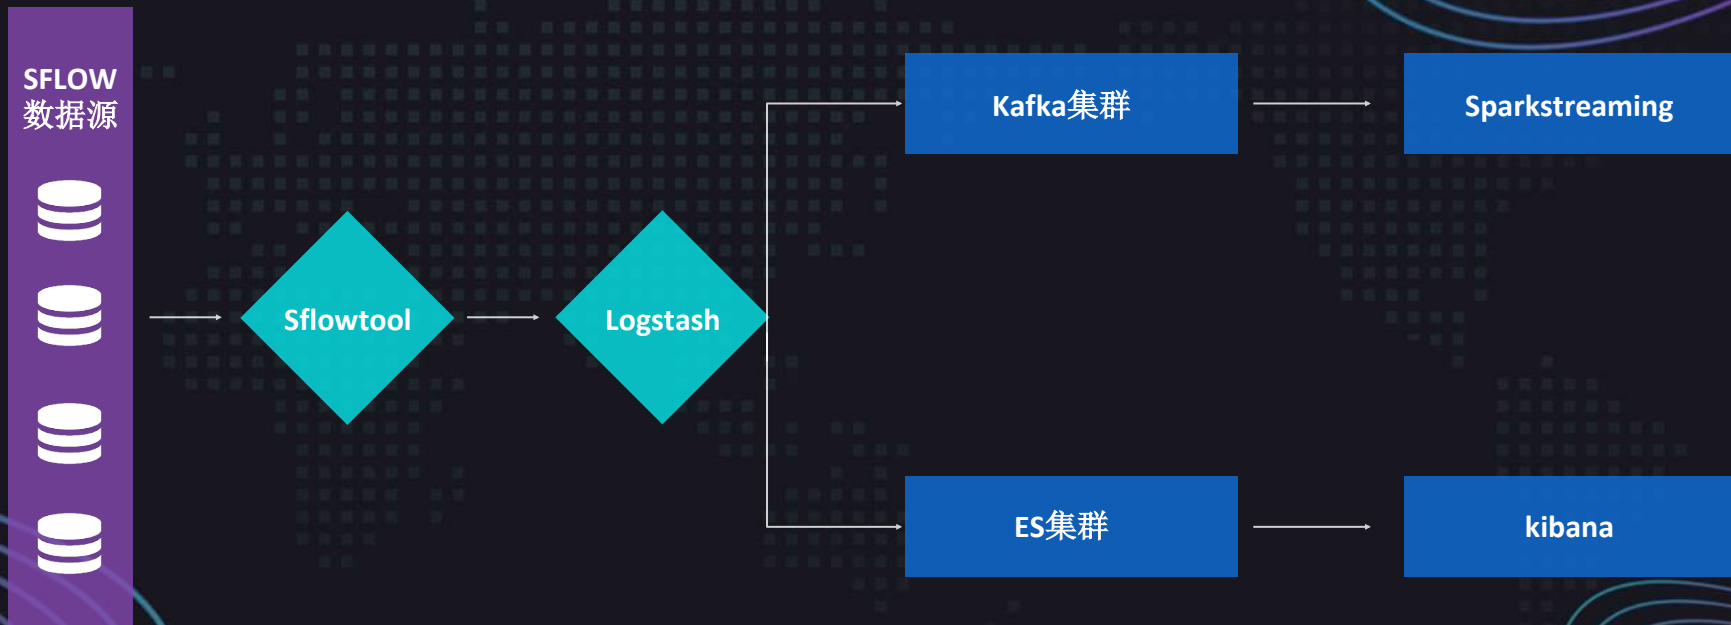 SFLOW
数据源
Kafka集群
Sparkstreaming
Sflowtool
Logstash
ES集群
kibana